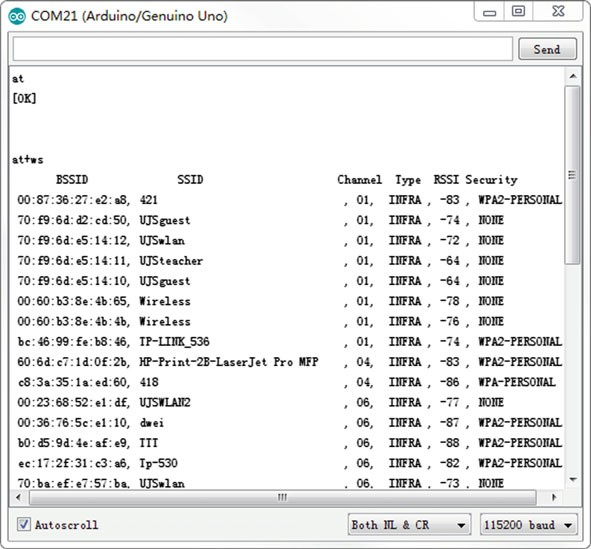 COM21 (Arduino/Genuino Uno)
Send
at
[OK]
at+ws
BSSID SSID Channel Type RSSI Security
00:87:36:27:e2:a8, 421 , 01, INFRA , -83 , WPA2-PERSONAL
70:f9:6d:d2:cd:50, UJSguest , 01, INFRA , -74 , NONE
70:f9:6d:e5:14:12, UJSwlan , 01, INFRA , -72 , NONE
70:f9:6d:e5:14:11, UJSteacher , 01, INFRA , -64 , NONE
70:f9:6d:e5:14:10, UJSguest , 01, INFRA , -64 , NONE
00:60:b3:8e:4b:65, Wireless , 01, INFRA , -78 , NONE
00:60:b3:8e:4b:4b, Wireless , 01, INFRA , -76 , NONE
bc:46:99:fe:b8:46, TP-LINK_536 , 01, INFRA , -74 , WPA2-PERSONAL
60:6d:c7:1d:0f:2b, HP-Print-2B-LaserJet Pro MFP , 04, INFRA , -83 , WPA2-PERSONAL
c8:3a:35:1a:ed:60, 418 , 04, INFRA , -86 , WPA-PERSONAL
00:23:68:52:e1:df, UJSWLAN2 , 06, INFRA , -77 , NONE
00:36:76:5c:e1:10, dwei , 06, INFRA , -87 , WPA2-PERSONAL
b0:d5:9d:4e:af:e9, TTT , 06, INFRA , -88 , WPA2-PERSONAL
ec:17:2f:31:c3:a6, Tp-530 , 06, INFRA , -82 , WPA2-PERSONAL
70:ba:ef:e7:57:ba, UJSwlan , 06, INFRA , -73 , NONE
Autoscroll Both NL & CR 115200 baud